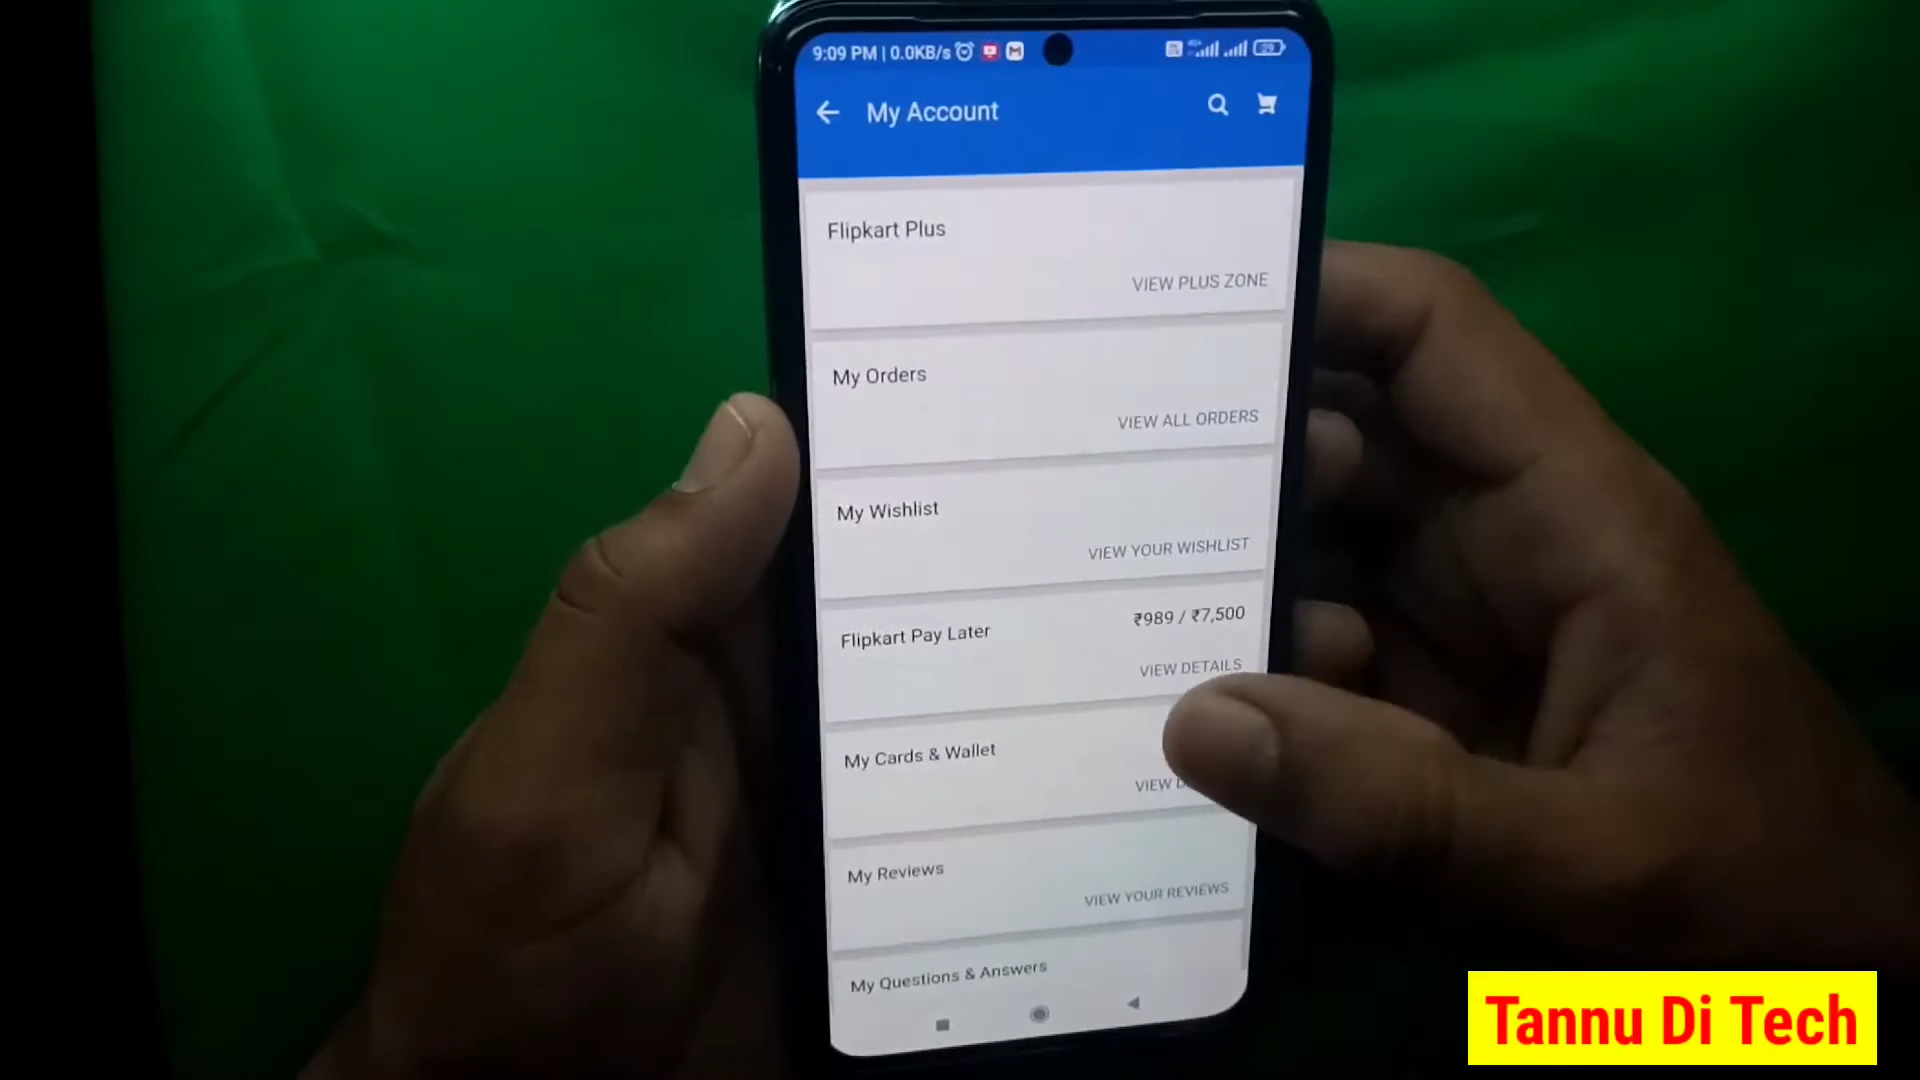 9:09 PM | 0.0KB/s
29
My Account
Flipkart Plus
VIEW PLUS ZONE
My Orders
VIEW ALL ORDERS
My Wishlist
VIEW YOUR WISHLIST
₹989 / ₹7,500
Flipkart Pay Later
VIEW DETAILS
My Cards & Wallet
VIEW
My Reviews
VIEW YOUR REVIEWS
My Questions & Answers
Tannu Di Tech